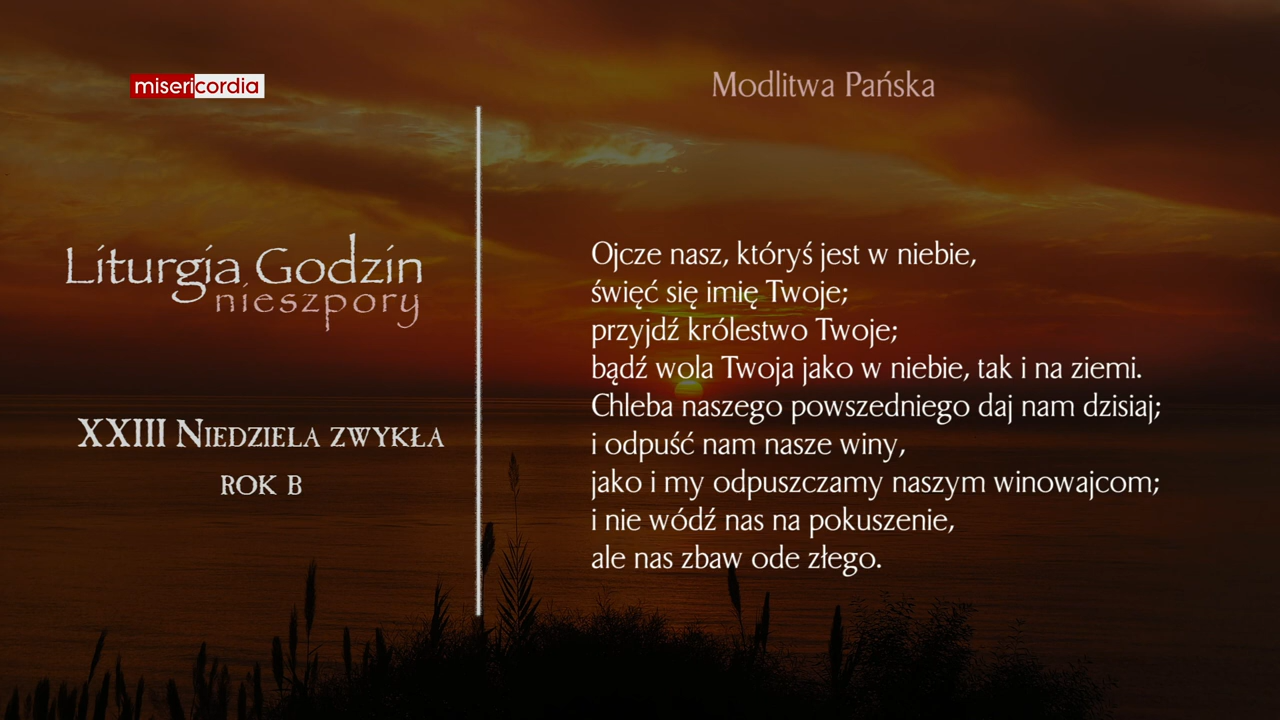 misericordia
Liturgia Godzin
nieszpory
XXIII Niedziela zwykła
rok B
Modlitwa Pańska
Ojcze nasz, któryś jest w niebie,
święć się imię Twoje;
przyjdź królestwo Twoje;
bądź wola Twoja jako w niebie, tak i na ziemi.
Chleba naszego powszedniego daj nam dzisiaj;
i odpuść nam nasze winy,
jako i my odpuszczamy naszym winowajcom;
i nie wódź nas na pokuszenie,
ale nas zbaw ode złego.